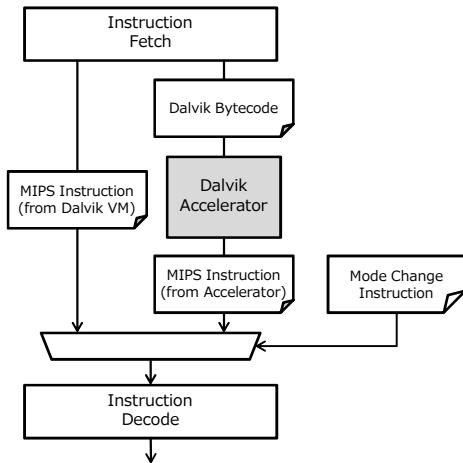 Instruction
Fetch
Dalvik Bytecode
MIPS Instruction
(from Dalvik VM)
Dalvik
Accelerator
MIPS Instruction
(from Accelerator)
Mode Change
Instruction
Instruction
Decode